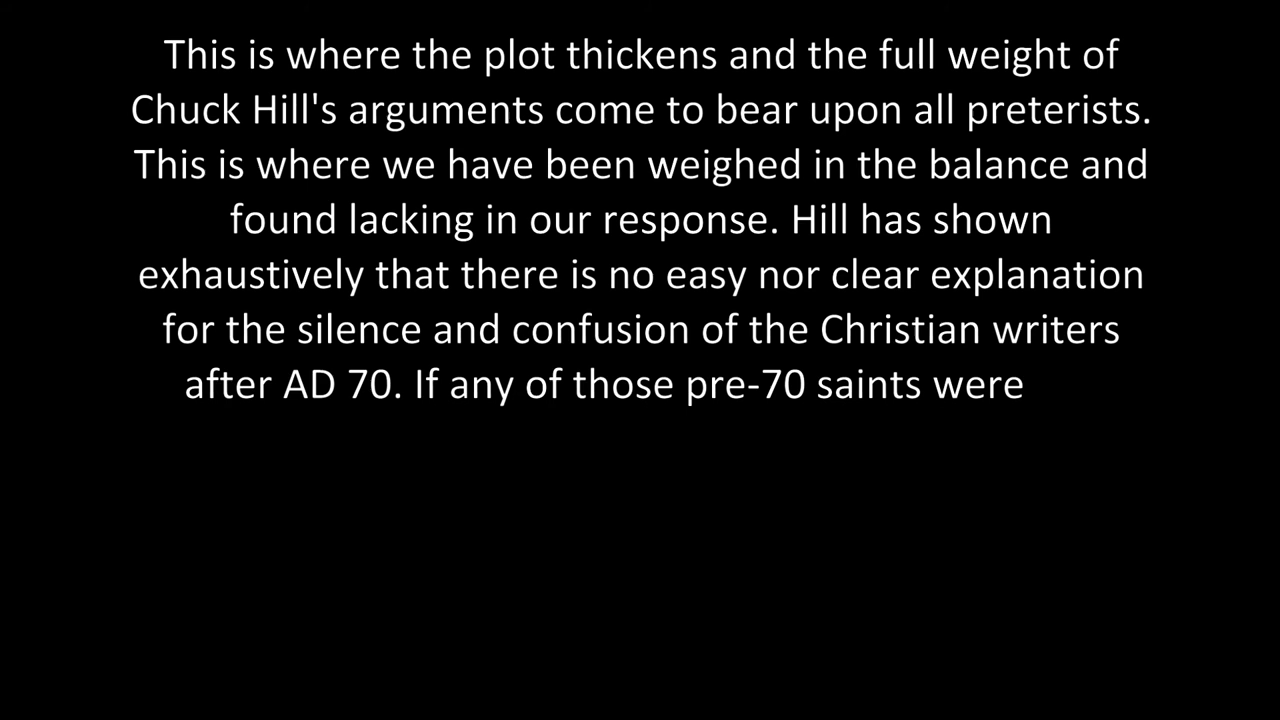 This is where the plot thickens and the full weight of
Chuck Hill's arguments come to bear upon all preterists.
This is where we have been weighed in the balance and
found lacking in our response. Hill has shown
exhaustively that there is no easy nor clear explanation
for the silence and confusion of the Christian writers
after AD 70. If any of those pre-70 saints were